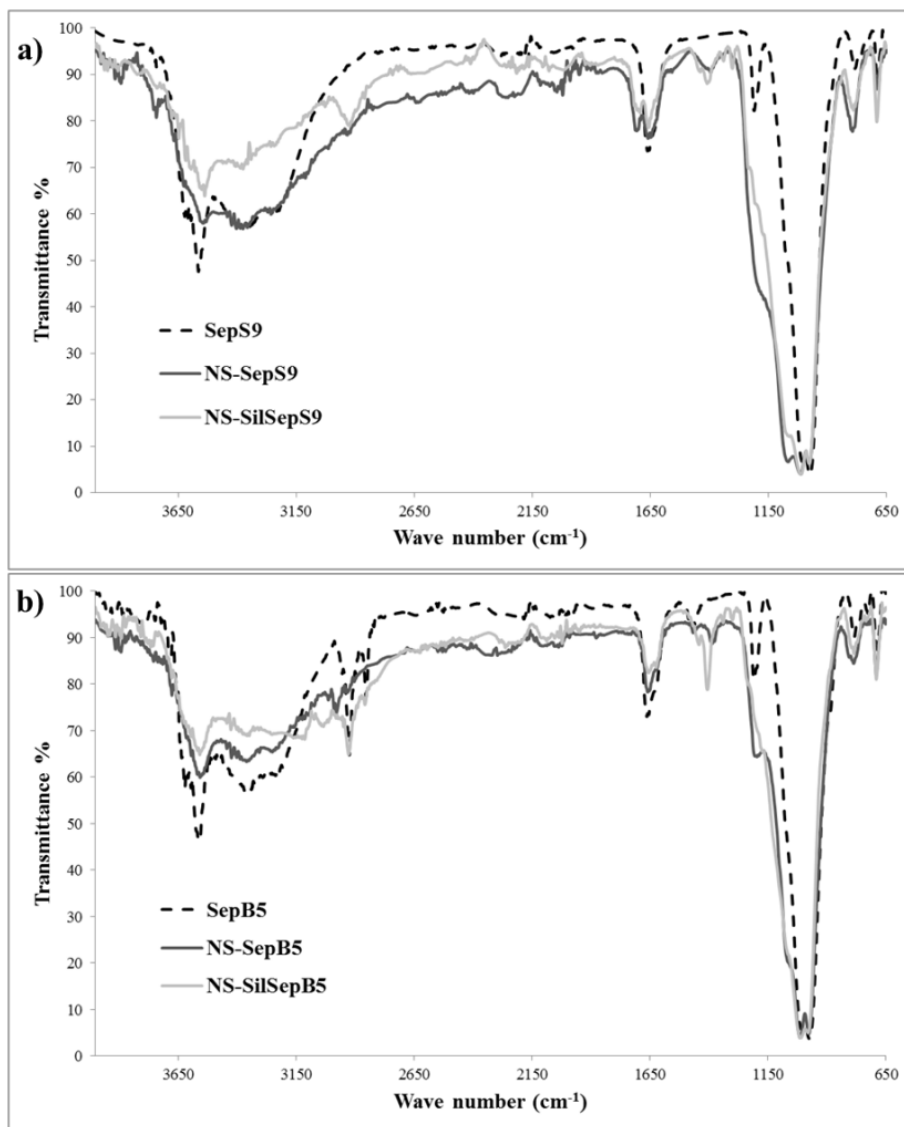 a)
100
90
80
70
60
50
40
30
20
10
0
Transmittance %
SepS9
NS-SepS9
NS-SilSepS9
3650 3150 2650 2150 1650 1150 650
Wave number (cm⁻¹)
b)
100
90
80
70
60
50
40
30
20
10
0
Transmittance %
SepB5
NS-SepB5
NS-SilSepB5
3650 3150 2650 2150 1650 1150 650
Wave number (cm⁻¹)